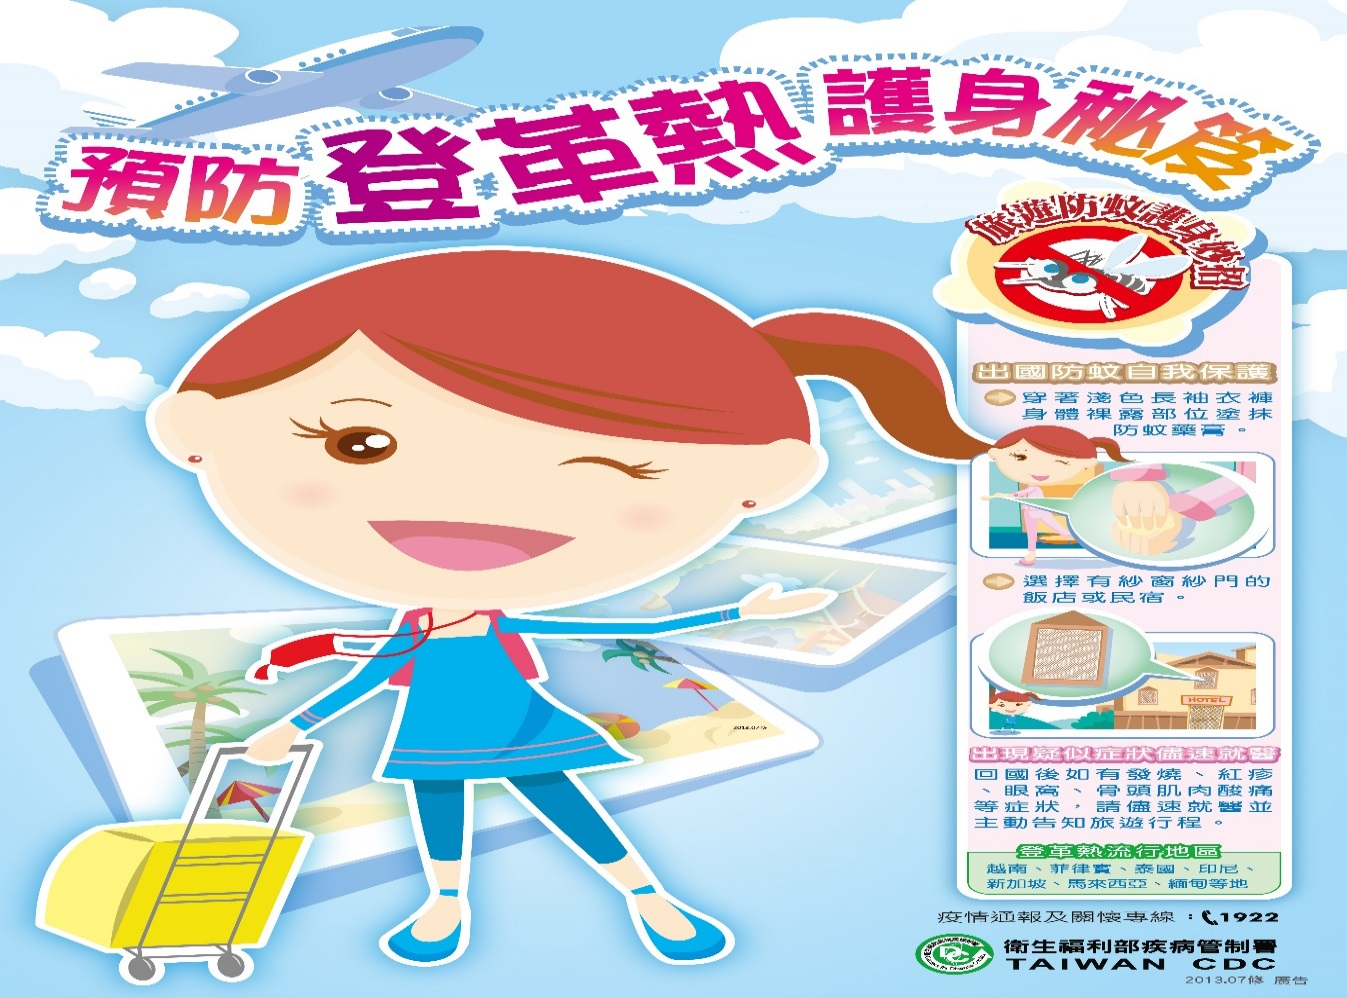 預防登革熱護身秘笈
旅遊防蚊護身妙招
出國防蚊自我保護
穿著淺色長袖衣褲
身體裸露部位塗抹
防蚊藥膏。
選擇有紗窗紗門的
飯店或民宿。
HOTEL
出現疑似症狀儘速就醫
回國後如有發燒、紅疹
、眼窩、骨頭肌肉酸痛
等症狀，請儘速就醫並
主動告知旅遊行程。
登革熱流行地區
越南、菲律賓、泰國、印尼、
新加坡、馬來西亞、緬甸等地
疫情通報及關懷專線：1922
衛生福利部疾病管制署
TAIWAN CDC
2013.07修 廣告